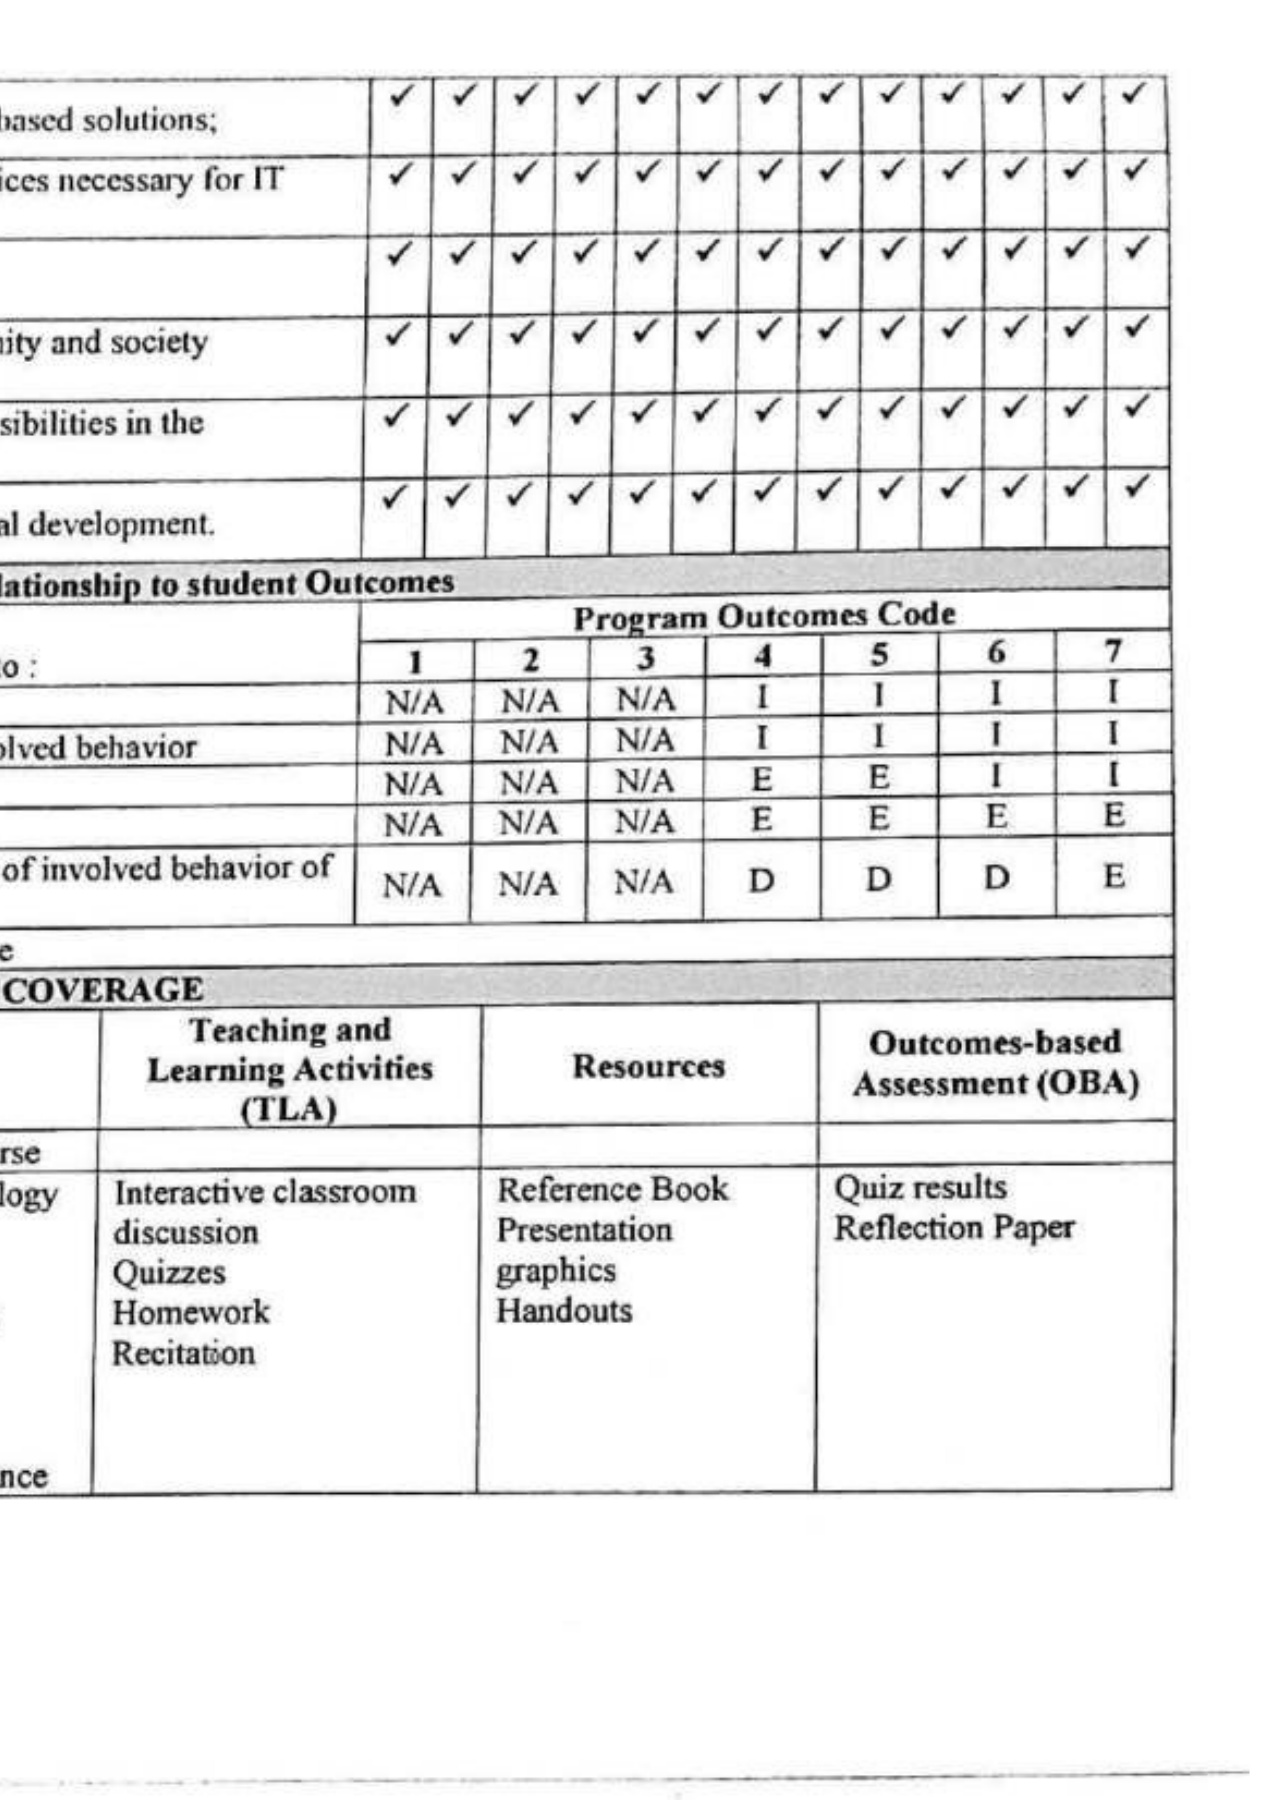 based solutions; ✓ ✓ ✓ ✓ ✓ ✓ ✓ ✓ ✓ ✓ ✓ ✓ ✓
ices necessary for IT ✓ ✓ ✓ ✓ ✓ ✓ ✓ ✓ ✓ ✓ ✓ ✓ ✓
✓ ✓ ✓ ✓ ✓ ✓ ✓ ✓ ✓ ✓ ✓ ✓ ✓
nity and society ✓ ✓ ✓ ✓ ✓ ✓ ✓ ✓ ✓ ✓ ✓ ✓ ✓
sibilities in the ✓ ✓ ✓ ✓ ✓ ✓ ✓ ✓ ✓ ✓ ✓ ✓ ✓
al development. ✓ ✓ ✓ ✓ ✓ ✓ ✓ ✓ ✓ ✓ ✓ ✓ ✓
lationship to student Outcomes
Program Outcomes Code
to : 1 2 3 4 5 6 7
N/A N/A N/A I I I I
olved behavior N/A N/A N/A I I I I
N/A N/A N/A E E I I
N/A N/A N/A E E E E
of involved behavior of
N/A N/A N/A D D D E
e
COVERAGE
Teaching and
Learning Activities
(TLA)
Resources
Outcomes-based
Assessment (OBA)
rse
logy
nce
Interactive classroom
discussion
Quizzes
Homework
Recitation
Reference Book
Presentation
graphics
Handouts
Quiz results
Reflection Paper